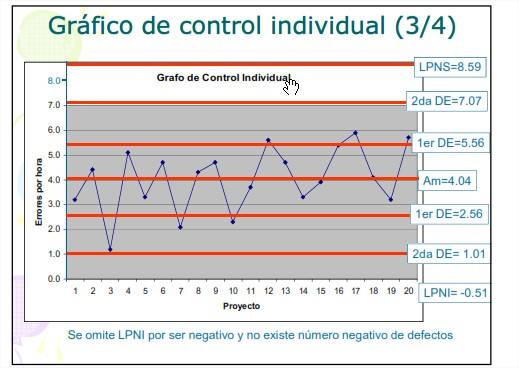 Gráfico de control individual (3/4)
Grafo de Control Individual
LPNS=8.59
8.0
2da DE=7.07
7.0
6.0
1er DE=5.56
5.0
Errores por hora
Am=4.04
4.0
3.0
1er DE=2.56
2.0
2da DE= 1.01
1.0
0.0
LPNI= -0.51
1 2 3 4 5 6 7 8 9 10 11 12 13 14 15 16 17 18 19 20
Proyecto
Se omite LPNI por ser negativo y no existe número negativo de defectos